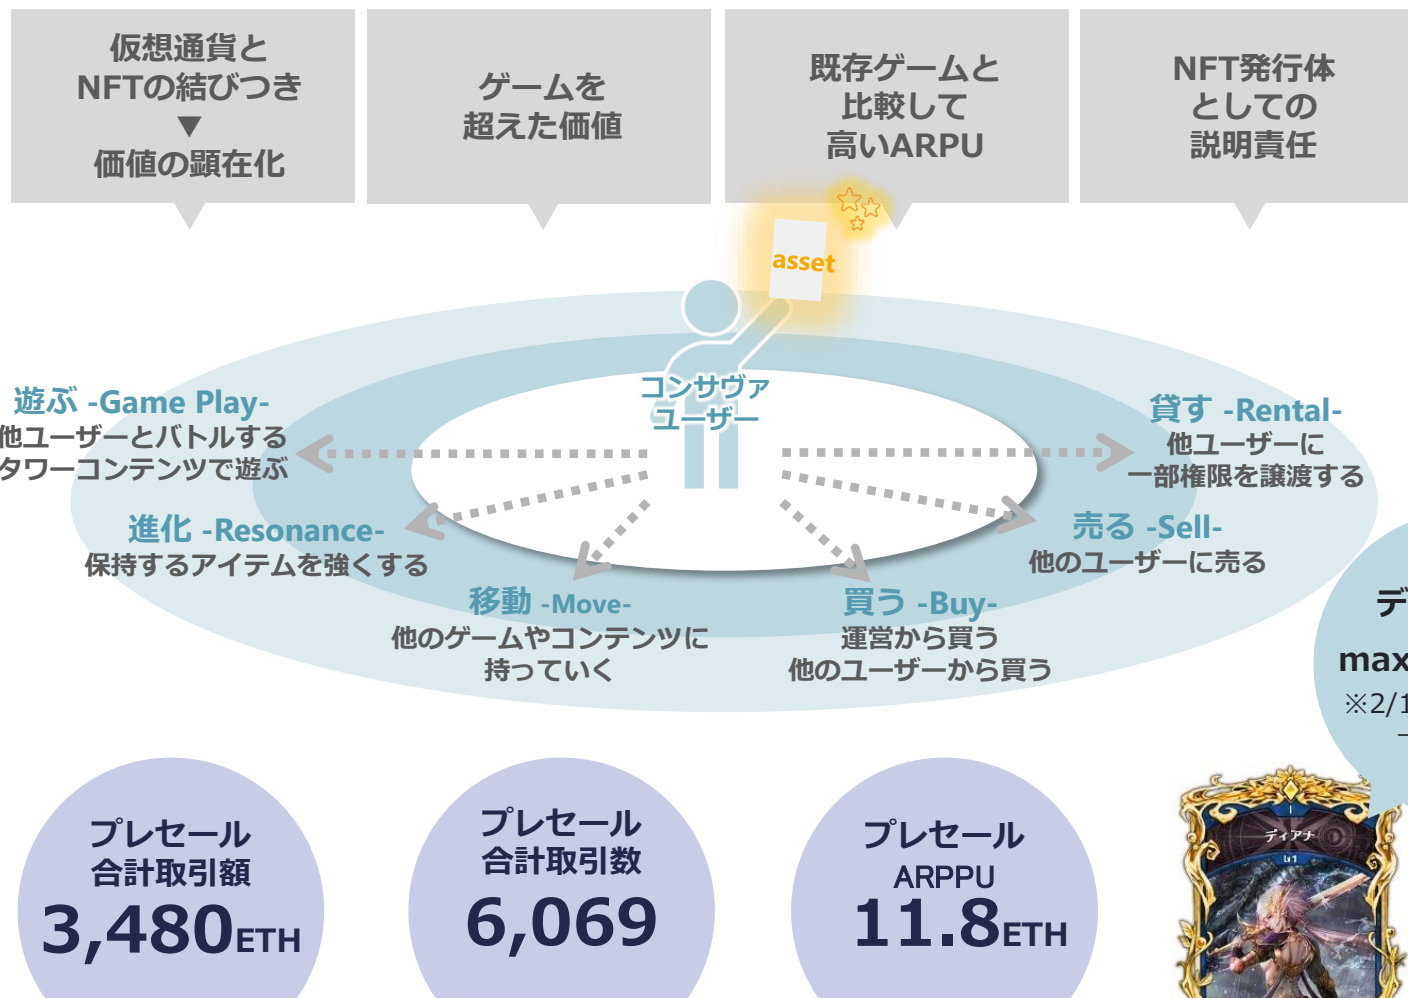 仮想通貨と
NFTの結びつき
▼
価値の顕在化
ゲームを
超えた価値
既存ゲームと
比較して
高いARPU
NFT発行体
としての
説明責任
asset
コンサヴァ
ユーザー
遊ぶ -Game Play-
他ユーザーとバトルする
タワーコンテンツで遊ぶ
進化 -Resonance-
保持するアイテムを強くする
移動 -Move-
他のゲームやコンテンツに
持っていく
買う -Buy-
運営から買う
他のユーザーから買う
売る -Sell-
他のユーザーに売る
貸す -Rental-
他ユーザーに
一部権限を譲渡する
デ
max
※2/1
プレセール
合計取引額
3,480ETH
プレセール
合計取引数
6,069
プレセール
ARPPU
11.8ETH
I
ディアナ
Lv 1